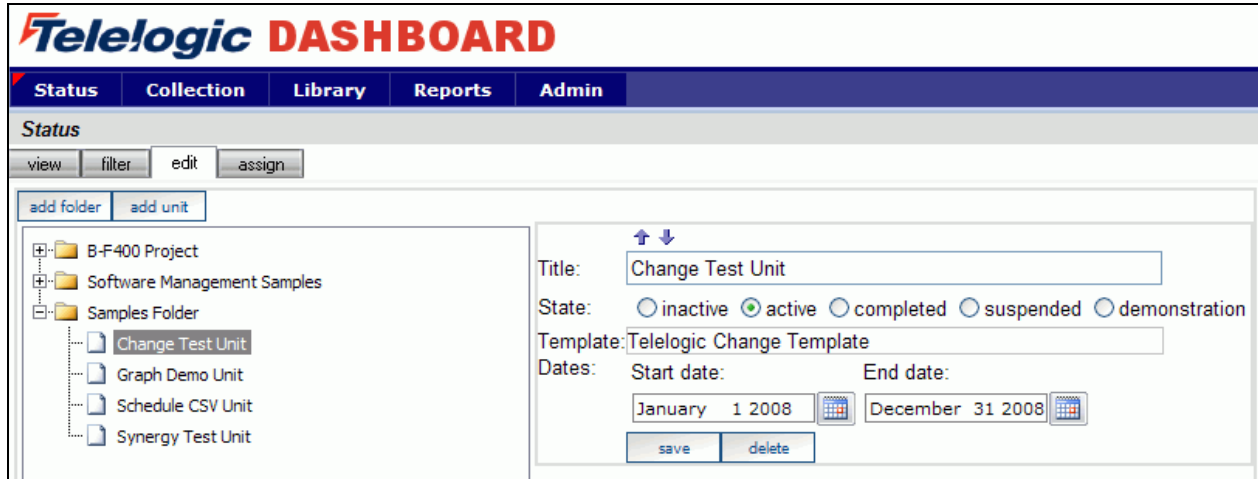 Telelogic DASHBOARD
Status Collection Library Reports Admin
Status
view filter edit assign
add folder add unit
B-F400 Project
Software Management Samples
Samples Folder
Change Test Unit
Graph Demo Unit
Schedule CSV Unit
Synergy Test Unit
Title: Change Test Unit
State: inactive active completed suspended demonstration
Template: Telelogic Change Template
Dates: Start date: End date:
January 1 2008 December 31 2008
save delete